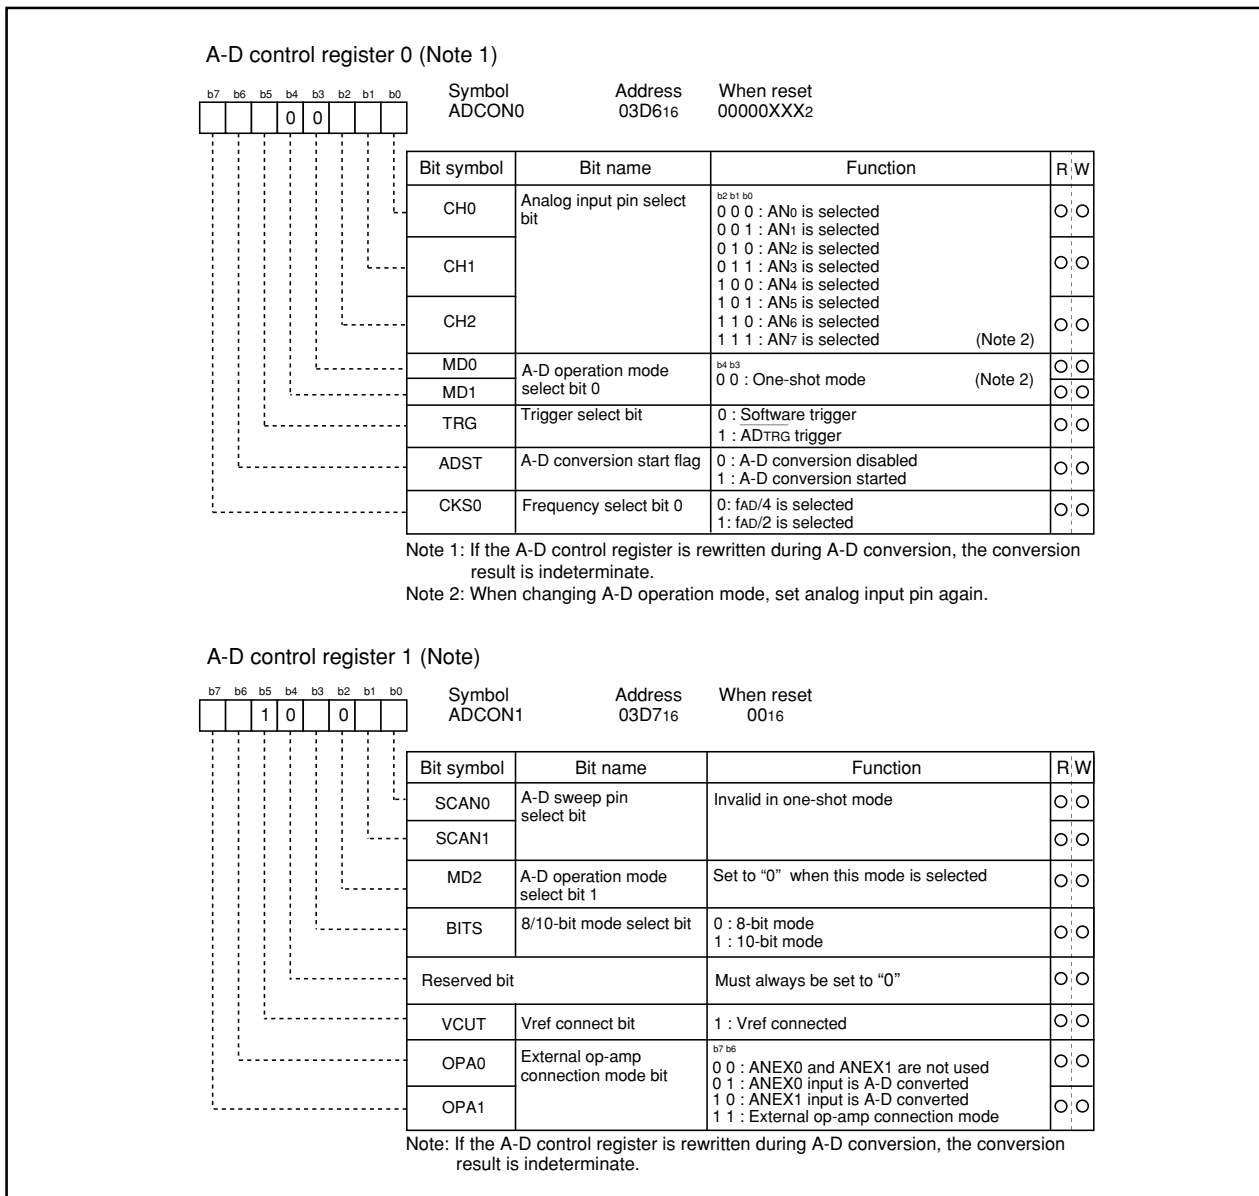 A-D control register 0 (Note 1)
b7 b6 b5 b4 b3 b2 b1 b0
0 0
Symbol Address When reset
ADCON0 03D616 00000XXX2
Bit symbol Bit name Function R W
CH0
Analog input pin select
bit
b2 b1 b0
0 0 0 : AN0 is selected
0 0 1 : AN1 is selected
0 1 0 : AN2 is selected
0 1 1 : AN3 is selected
1 0 0 : AN4 is selected
1 0 1 : AN5 is selected
1 1 0 : AN6 is selected
1 1 1 : AN7 is selected (Note 2)
CH1
CH2
MD0
MD1
A-D operation mode
select bit 0
b4 b3
0 0 : One-shot mode (Note 2)
TRG
Trigger select bit
0 : Software trigger
1 : ADTRG trigger
ADST
A-D conversion start flag
0 : A-D conversion disabled
1 : A-D conversion started
CKS0
Frequency select bit 0
0: fAD/4 is selected
1: fAD/2 is selected
Note 1: If the A-D control register is rewritten during A-D conversion, the conversion
result is indeterminate.
Note 2: When changing A-D operation mode, set analog input pin again.
A-D control register 1 (Note)
b7 b6 b5 b4 b3 b2 b1 b0
1 0 0
Symbol Address When reset
ADCON1 03D716 0016
Bit symbol Bit name Function R W
SCAN0
A-D sweep pin
select bit
Invalid in one-shot mode
SCAN1
MD2
A-D operation mode
select bit 1
Set to “0” when this mode is selected
BITS
8/10-bit mode select bit
0 : 8-bit mode
1 : 10-bit mode
Reserved bit
Must always be set to “0”
VCUT
Vref connect bit
1 : Vref connected
OPA0
External op-amp
connection mode bit
b7 b6
0 0 : ANEX0 and ANEX1 are not used
0 1 : ANEX0 input is A-D converted
1 0 : ANEX1 input is A-D converted
1 1 : External op-amp connection mode
OPA1
Note: If the A-D control register is rewritten during A-D conversion, the conversion
result is indeterminate.